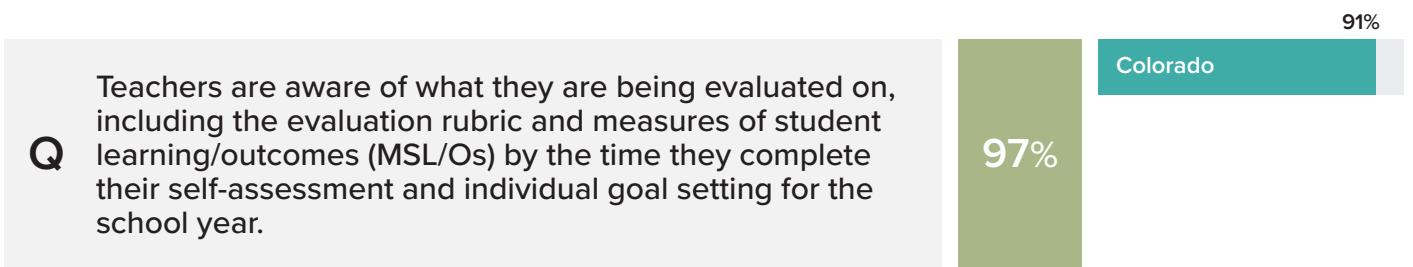 91%
Colorado
Teachers are aware of what they are being evaluated on,
including the evaluation rubric and measures of student
Q learning/outcomes (MSL/Os) by the time they complete
their self-assessment and individual goal setting for the
school year.
97%